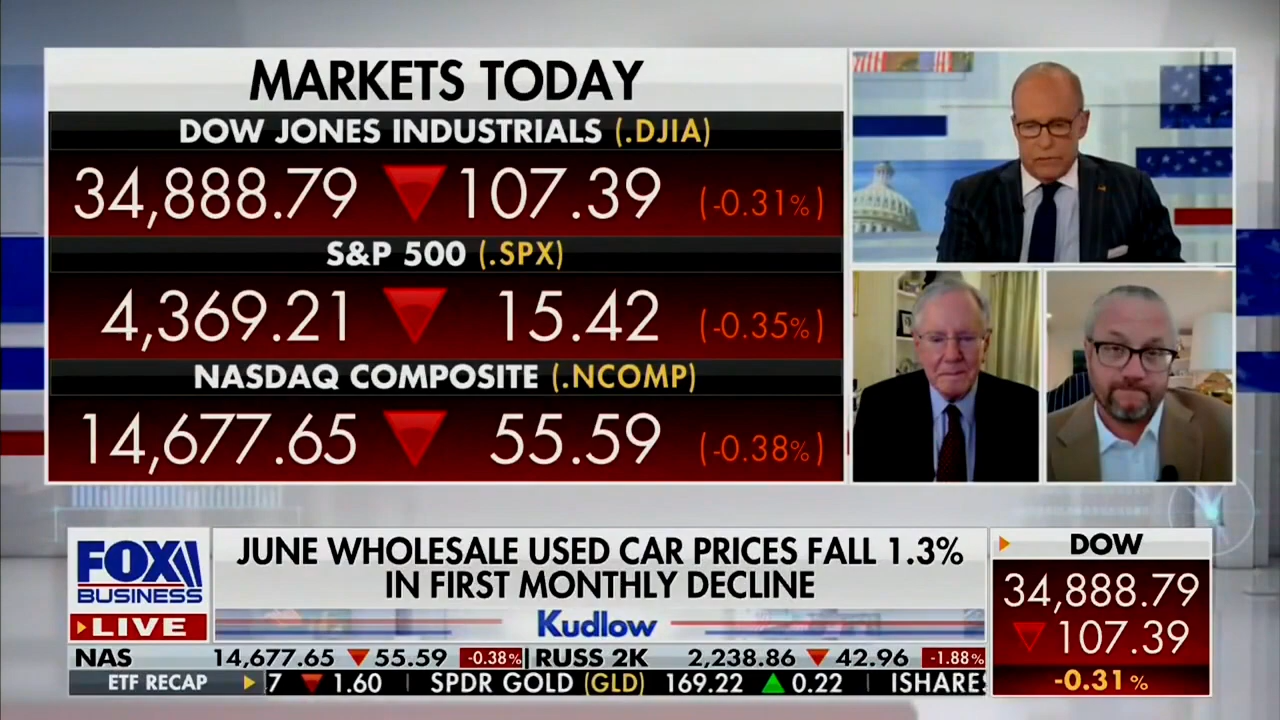 MARKETS TODAY
DOW JONES INDUSTRIALS (.DJIA)
34,888.79 ▼ 107.39 (-0.31%)
S&P 500 (.SPX)
4,369.21 ▼ 15.42 (-0.35%)
NASDAQ COMPOSITE (.NCOMP)
14,677.65 ▼ 55.59 (-0.38%)
FOX
BUSINESS
LIVE
JUNE WHOLESALE USED CAR PRICES FALL 1.3%
IN FIRST MONTHLY DECLINE
Kudlow
DOW
34,888.79
▼ 107.39
-0.31%
NAS 14,677.65 ▼ 55.59 -0.38% RUSS 2K 2,238.86 ▼ 42.96 -1.88%
ETF RECAP 7 ▼ 1.60 | SPDR GOLD (GLD) 169.22 ▲ 0.22 | ISHARES